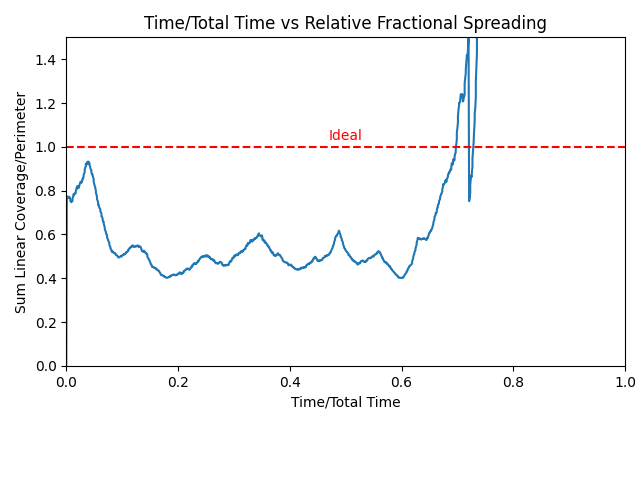 Time/Total Time vs Relative Fractional Spreading
Sum Linear Coverage/Perimeter
1.4
1.2
1.0
0.8
0.6
0.4
0.2
0.0
Ideal
0.0 0.2 0.4 0.6 0.8 1.0
Time/Total Time